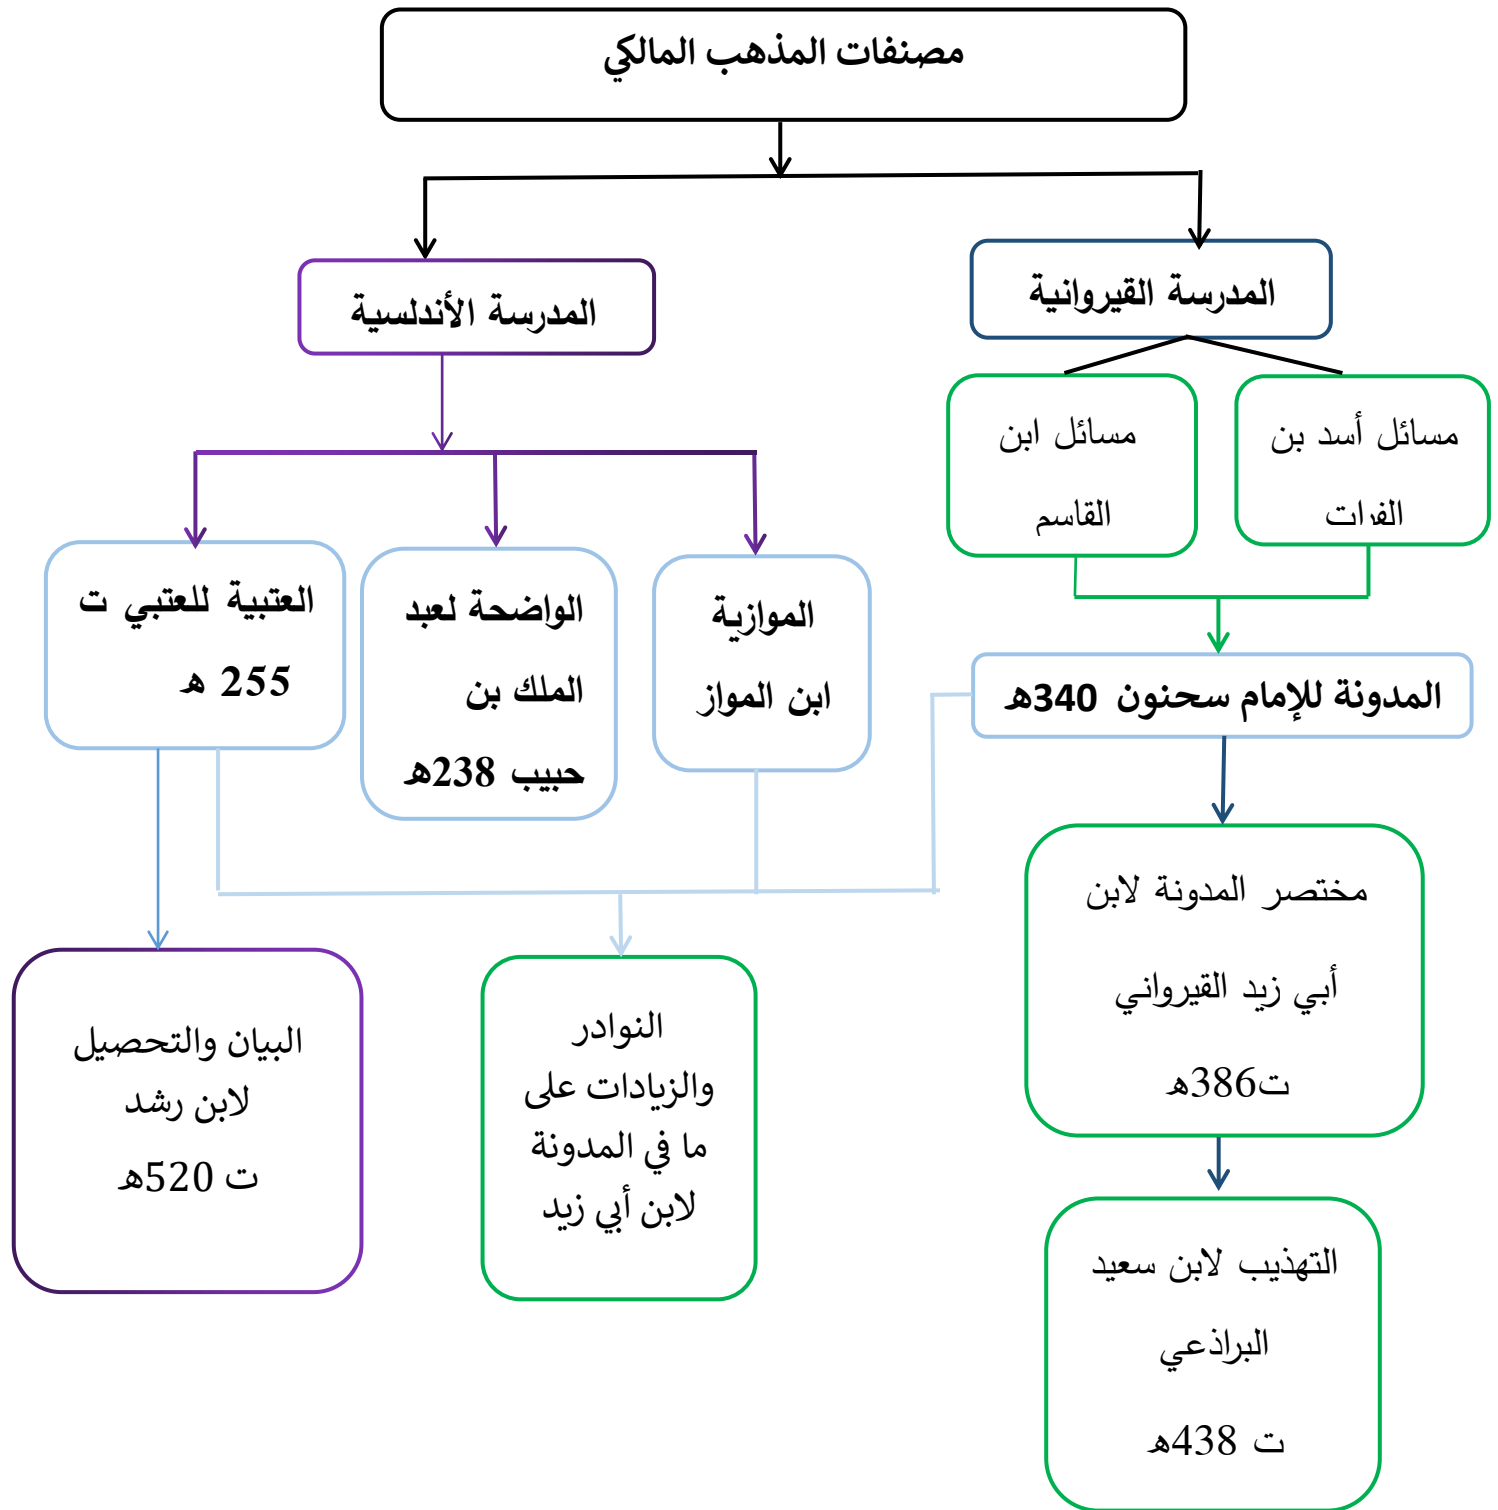 مصنفات المذهب المالكي
المدرسة القيروانية
المدرسة الأندلسية
مسائل أسد بن
الفرات
مسائل ابن
القاسم
الموازية
ابن المواز
الواضحة لعبد
الملك بن
حبيب 238هـ
العتبية للعتبي ت
255 هـ
المدونة للإمام سحنون 340هـ
مختصر المدونة لابن
أبي زيد القيرواني
ت386هـ
النوادر
والزيادات على
ما في المدونة
لابن أبي زيد
البيان والتحصيل
لابن رشد
ت 520هـ
التهذيب لابن سعيد
البراذعي
ت 438هـ